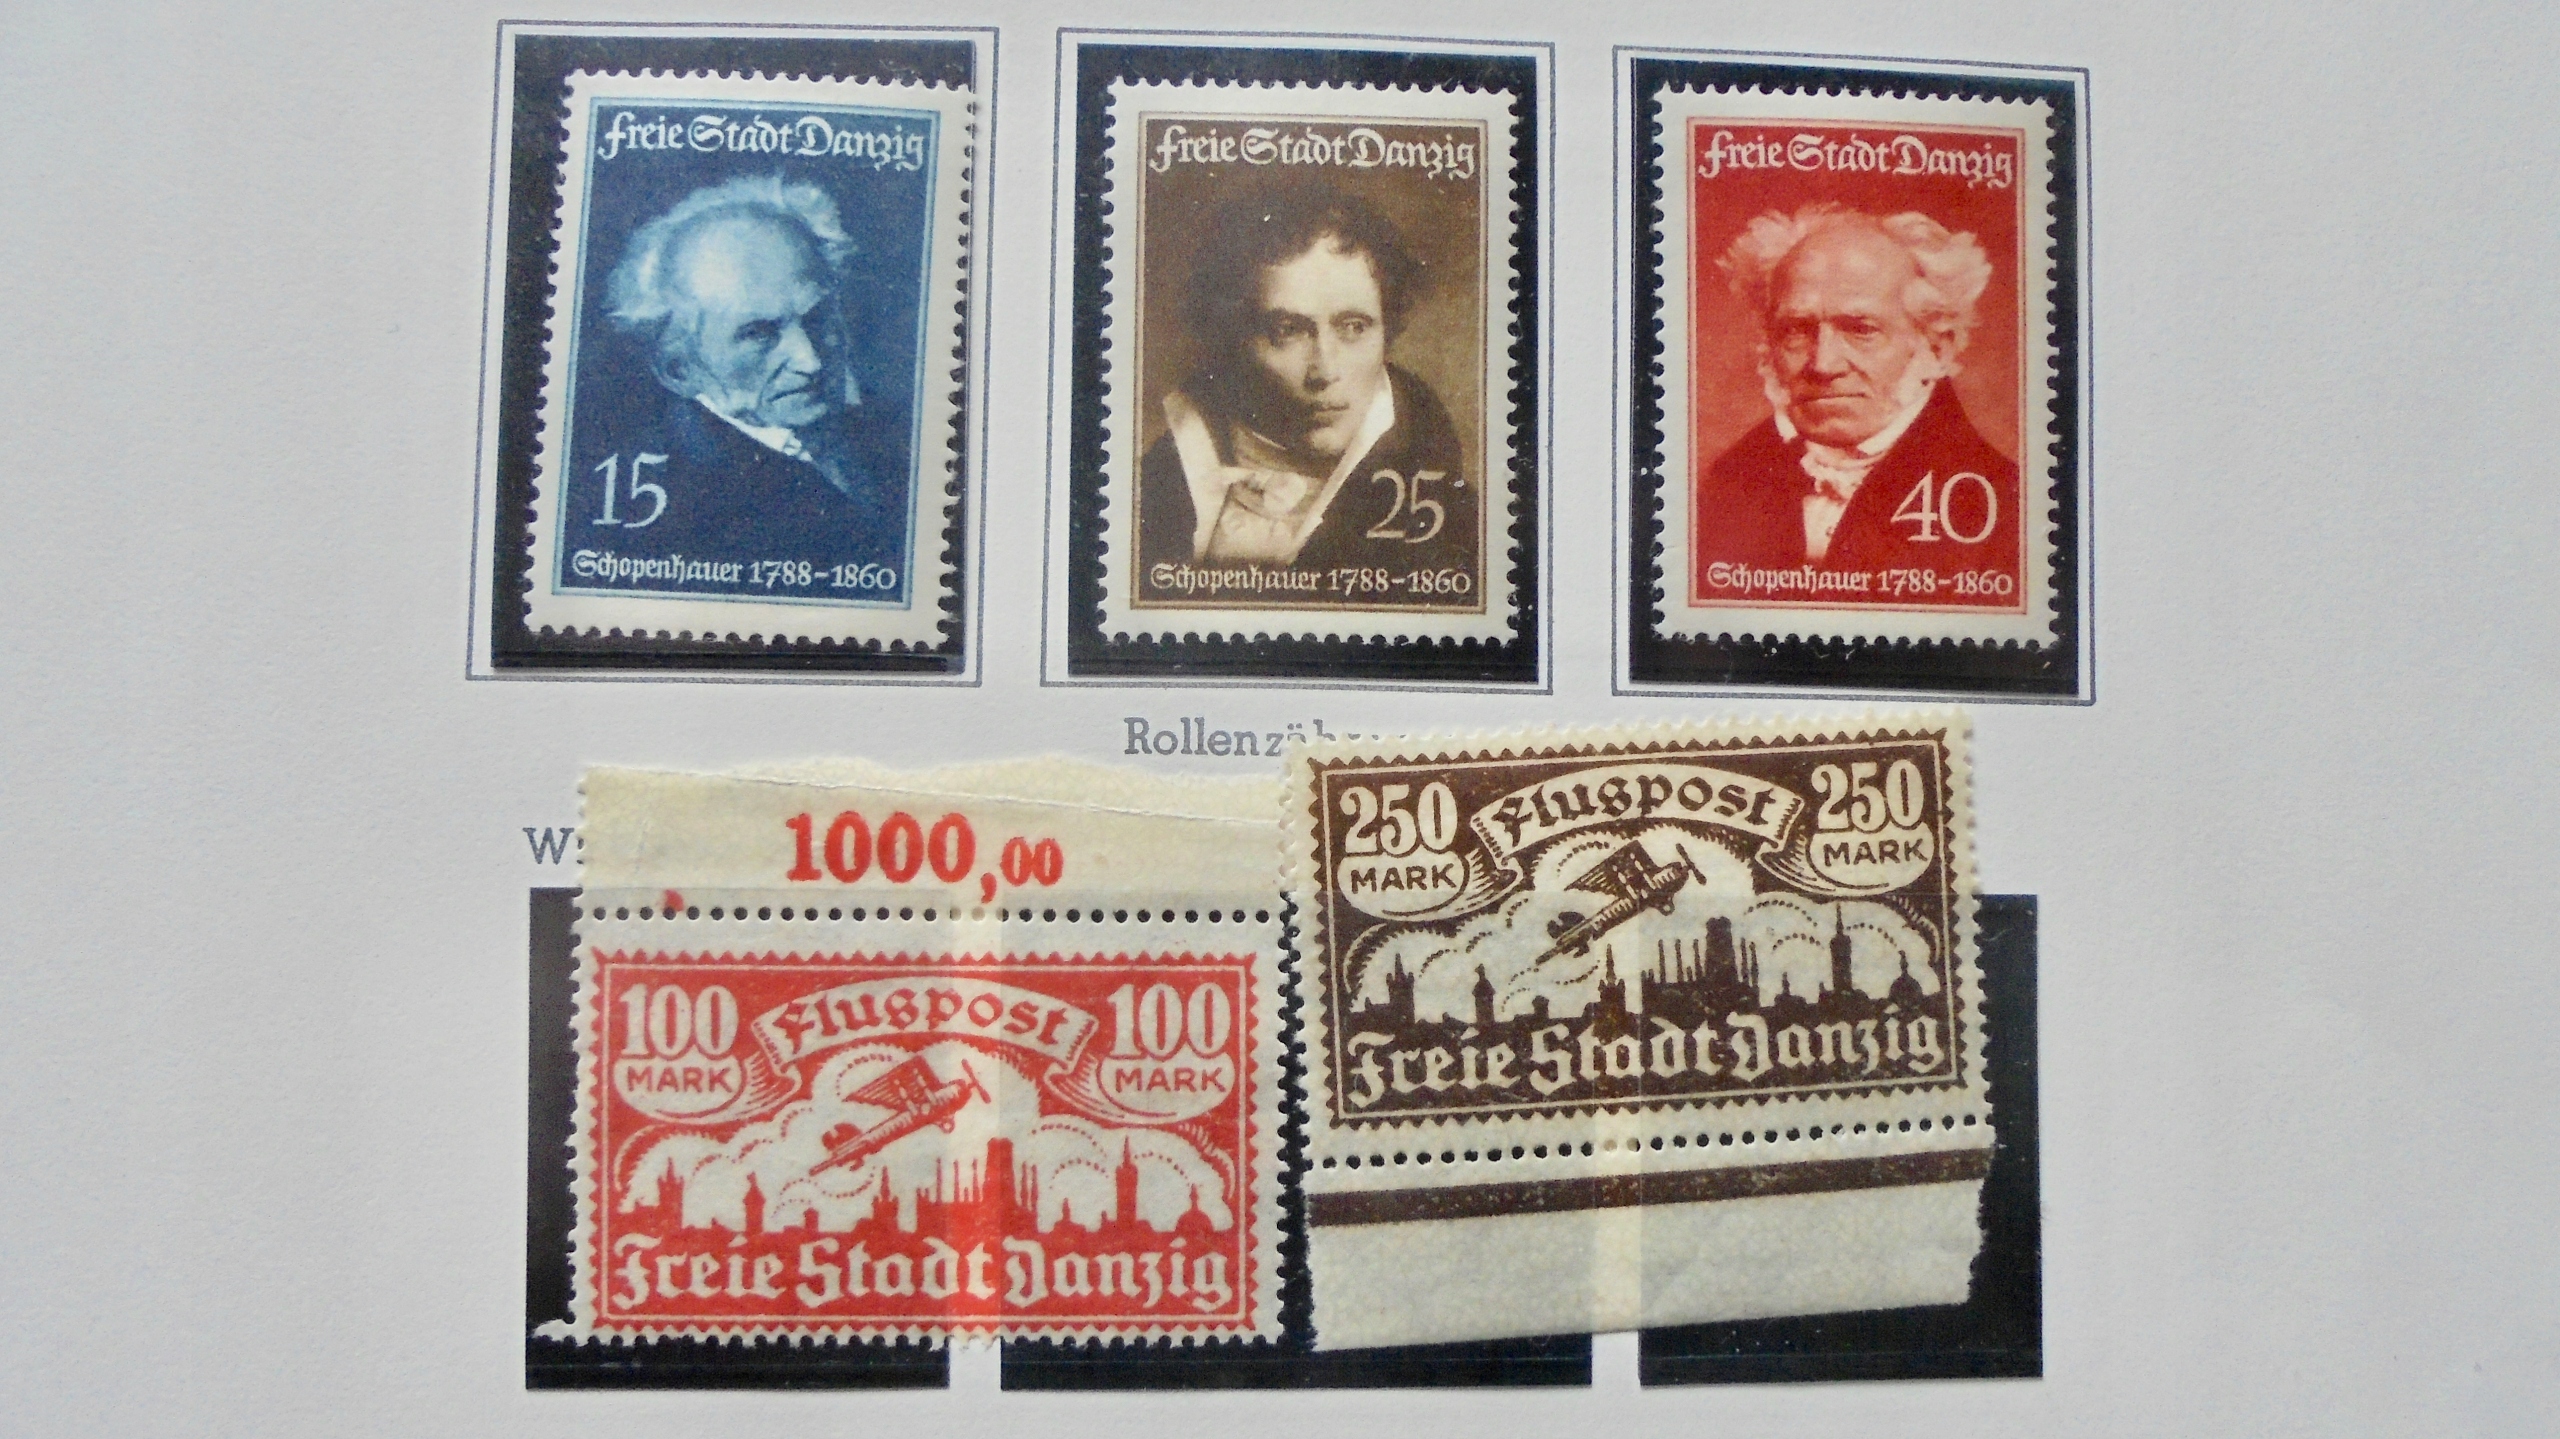 Freie Stadt Danzig
15
Schopenhauer 1788-1860
Freie Stadt Danzig
25
Schopenhauer 1788-1860
Freie Stadt Danzig
40
Schopenhauer 1788-1860
1000,00
100 Flugpost 100
MARK MARK
Freie Stadt Danzig
250 Flugpost 250
MARK MARK
Freie Stadt Danzig